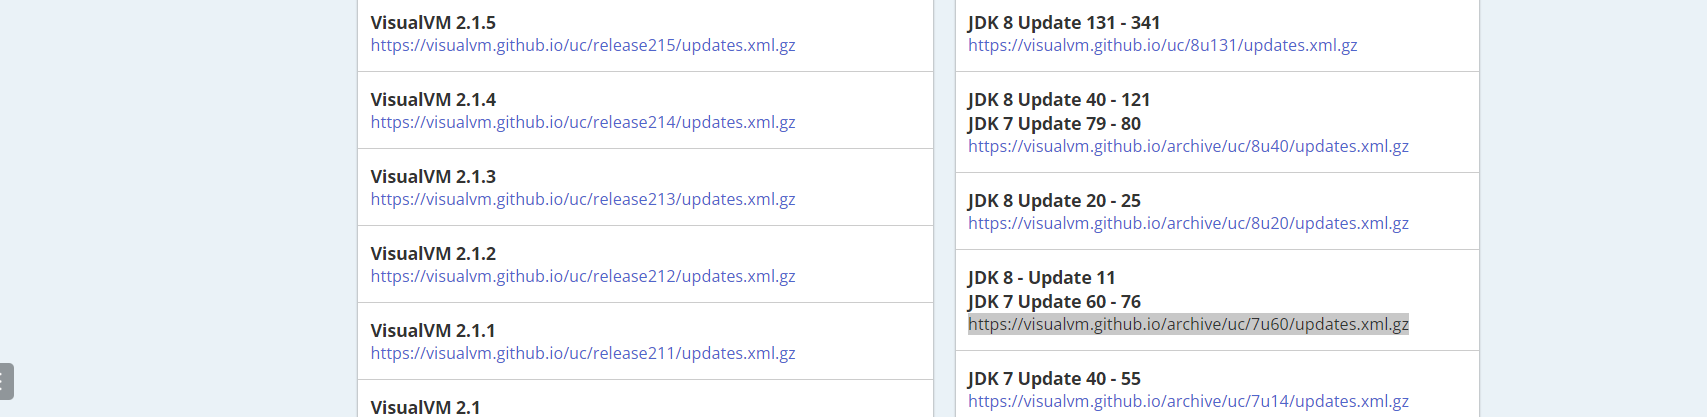 VisualVM 2.1.5
https://visualvm.github.io/uc/release215/updates.xml.gz
VisualVM 2.1.4
https://visualvm.github.io/uc/release214/updates.xml.gz
VisualVM 2.1.3
https://visualvm.github.io/uc/release213/updates.xml.gz
VisualVM 2.1.2
https://visualvm.github.io/uc/release212/updates.xml.gz
VisualVM 2.1.1
https://visualvm.github.io/uc/release211/updates.xml.gz
VisualVM 2.1
JDK 8 Update 131 - 341
https://visualvm.github.io/uc/8u131/updates.xml.gz
JDK 8 Update 40 - 121
JDK 7 Update 79 - 80
https://visualvm.github.io/archive/uc/8u40/updates.xml.gz
JDK 8 Update 20 - 25
https://visualvm.github.io/archive/uc/8u20/updates.xml.gz
JDK 8 - Update 11
JDK 7 Update 60 - 76
https://visualvm.github.io/archive/uc/7u60/updates.xml.gz
JDK 7 Update 40 - 55
https://visualvm.github.io/archive/uc/7u14/updates.xml.gz